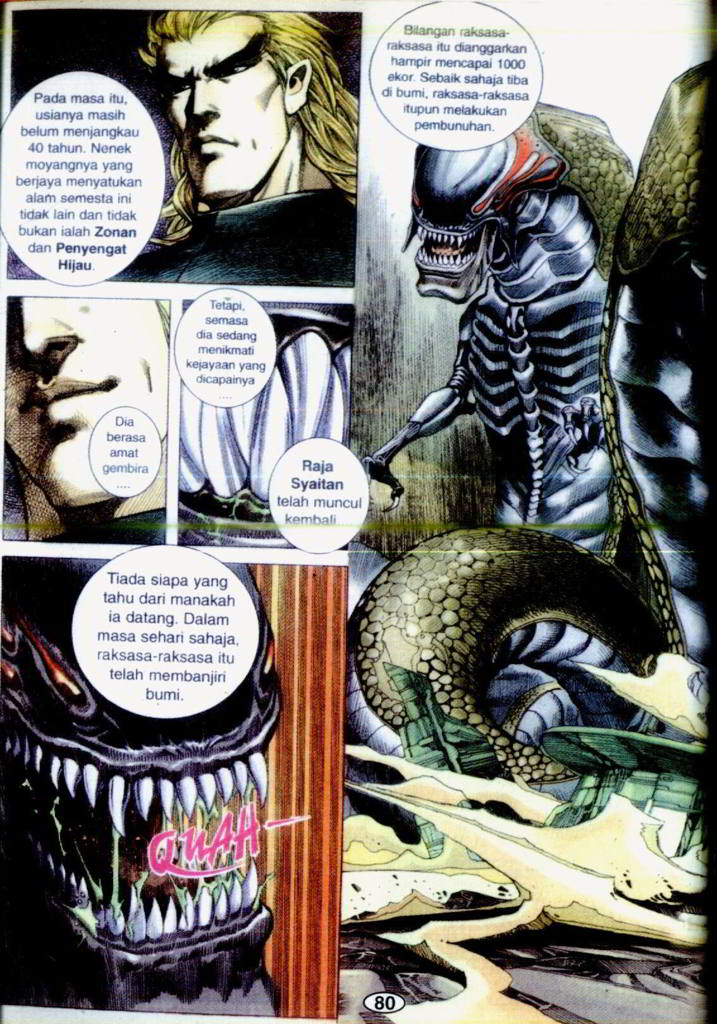 Pada masa itu,
usianya masih
belum menjangkau
40 tahun. Nenek
moyangnya yang
berjaya menyatukan
alam semesta ini
tidak lain dan tidak
bukan ialah Zonan
dan Penyengat
Hijau.
Dia
berasa
amat
gembira
....
Tetapi,
semasa
dia sedang
menikmati
kejayaan yang
dicapainya
....
Raja
Syaitan
telah muncul
kembali.
Tiada siapa yang
tahu dari manakah
ia datang. Dalam
masa sehari sahaja,
raksasa-raksasa itu
telah membanjiri
bumi.
QUAH
Bilangan raksasa-
raksasa itu dianggarkan
hampir mencapai 1000
ekor. Sebaik sahaja tiba
di bumi, raksasa-raksasa
itupun melakukan
pembunuhan.
80